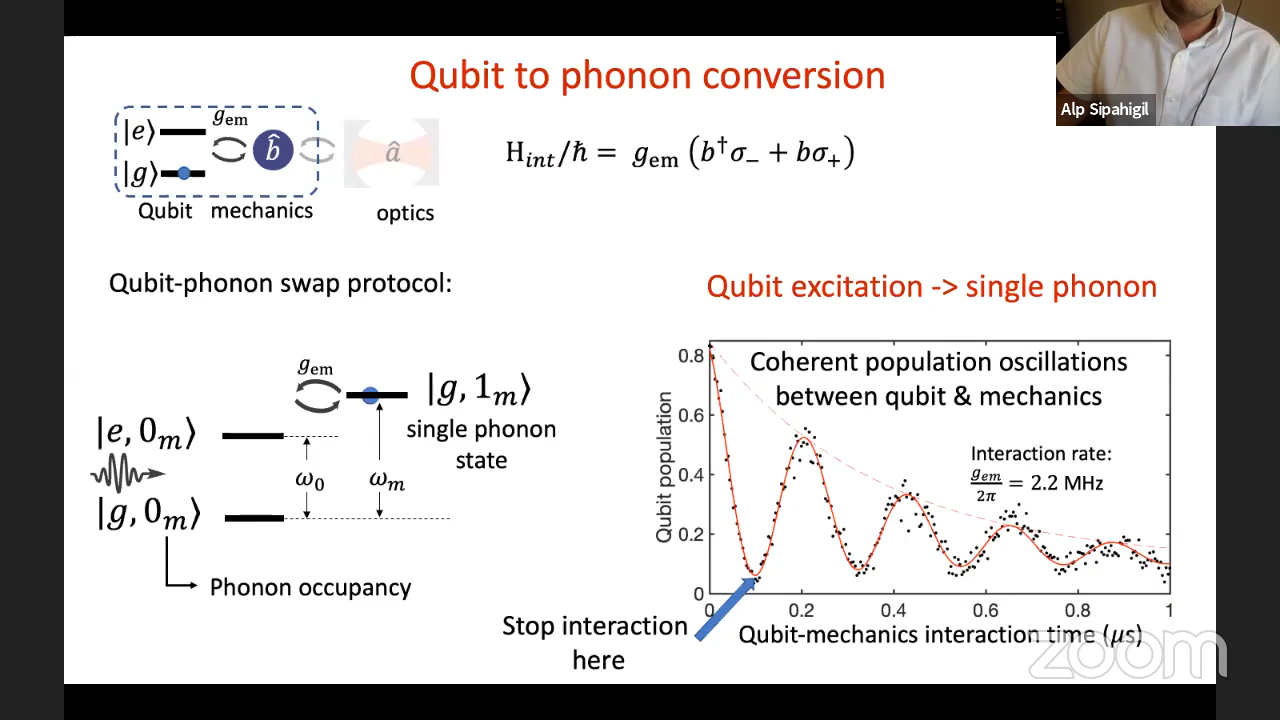 Qubit to phonon conversion
Alp Sipahigil
|e⟩
g_em
b̂
â
|g⟩
Qubit mechanics optics
H_int/ħ = g_em (b†σ₋ + bσ₊)
Qubit-phonon swap protocol:
g_em
|g, 1_m⟩
single phonon
state
|e, 0_m⟩
ω_0
ω_m
|g, 0_m⟩
Phonon occupancy
Qubit excitation -> single phonon
Coherent population oscillations
between qubit & mechanics
Interaction rate:
g_em/2π = 2.2 MHz
Qubit population
0.8
0.6
0.4
0.2
0
0 0.2 0.4 0.6 0.8 1
Qubit-mechanics interaction time (μs)
Stop interaction
here
zoom